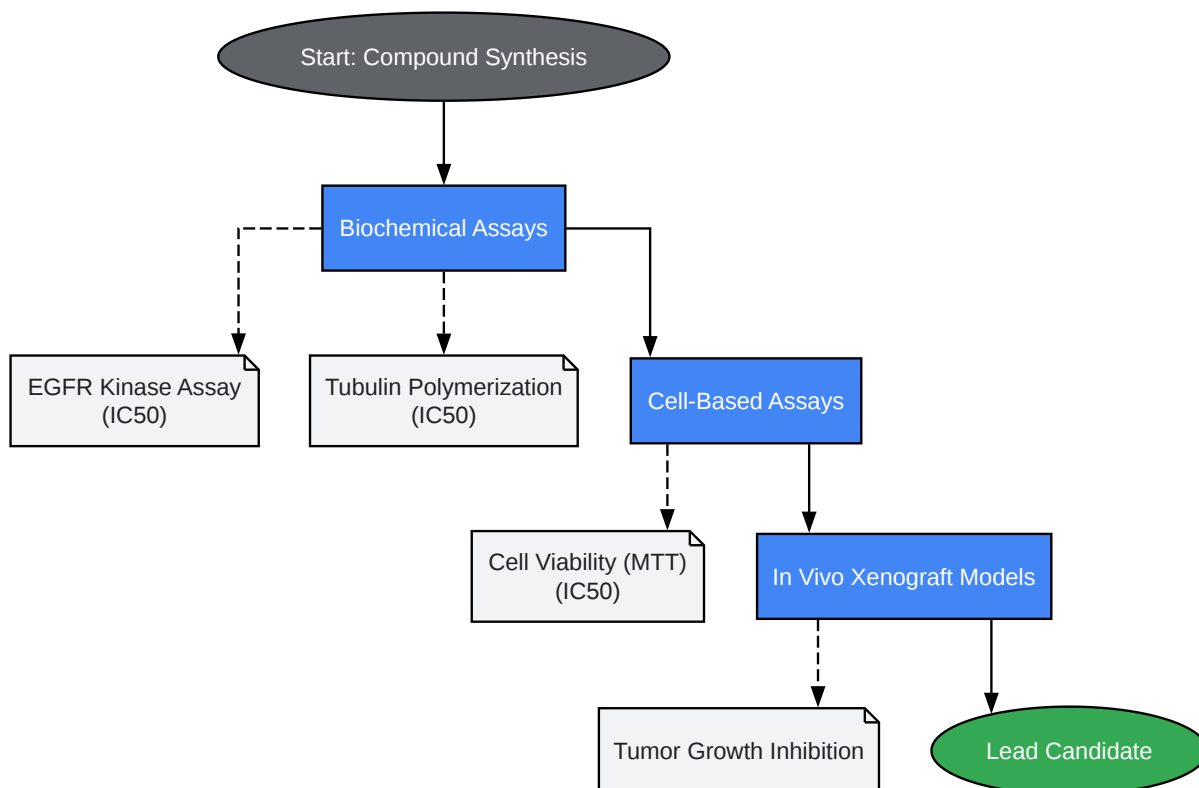 Start: Compound Synthesis
Biochemical Assays
EGFR Kinase Assay
(IC50)
Tubulin Polymerization
(IC50)
Cell-Based Assays
Cell Viability (MTT)
(IC50)
In Vivo Xenograft Models
Tumor Growth Inhibition
Lead Candidate